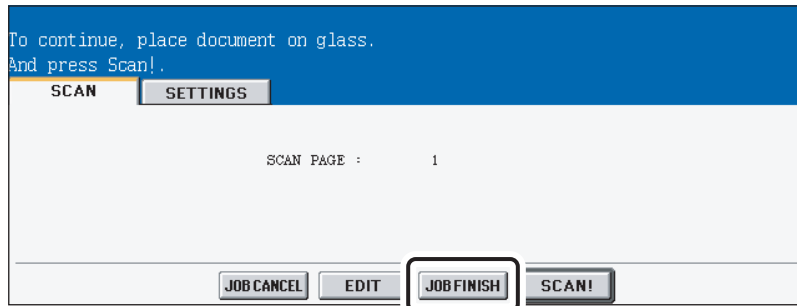 To continue, place document on glass.
And press Scan!.
SCAN SETTINGS
SCAN PAGE : 1
JOB CANCEL EDIT JOB FINISH SCAN!